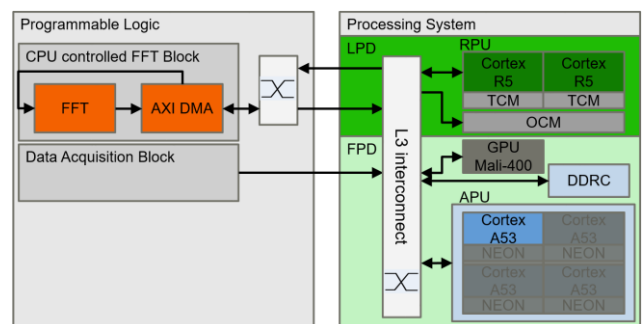 Programmable Logic
CPU controlled FFT Block
FFT
AXI DMA
Data Acquisition Block
Processing System
LPD
RPU
Cortex
R5
Cortex
R5
TCM
TCM
OCM
L3 interconnect
FPD
GPU
Mali-400
DDRC
APU
Cortex
A53
NEON
Cortex
A53
NEON
Cortex
A53
NEON
Cortex
A53
NEON